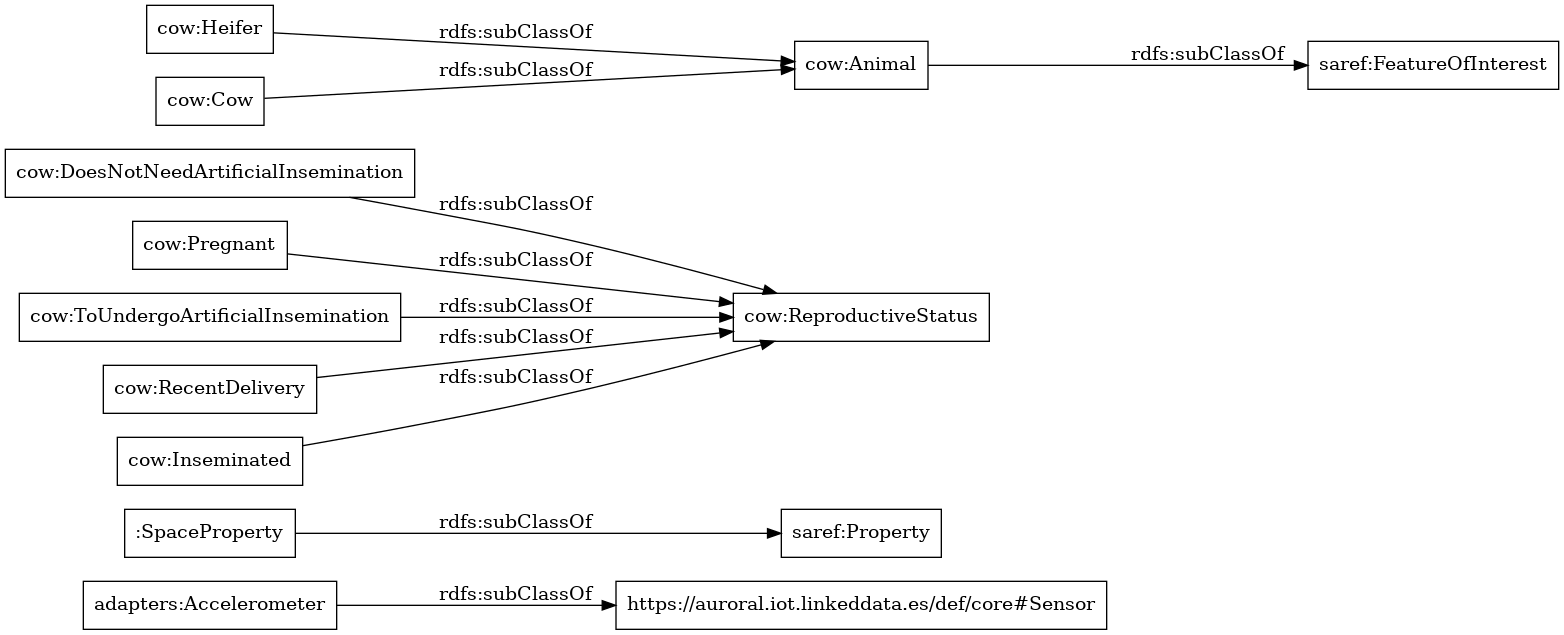 cow:Heifer
rdfs:subClassOf
cow:Animal
rdfs:subClassOf
saref:FeatureOfInterest
cow:Cow
rdfs:subClassOf
cow:DoesNotNeedArtificialInsemination
rdfs:subClassOf
cow:Pregnant
rdfs:subClassOf
cow:ToUndergoArtificialInsemination
rdfs:subClassOf
cow:ReproductiveStatus
cow:RecentDelivery
rdfs:subClassOf
cow:Inseminated
rdfs:subClassOf
:SpaceProperty
rdfs:subClassOf
saref:Property
adapters:Accelerometer
rdfs:subClassOf
https://auroral.iot.linkeddata.es/def/core#Sensor